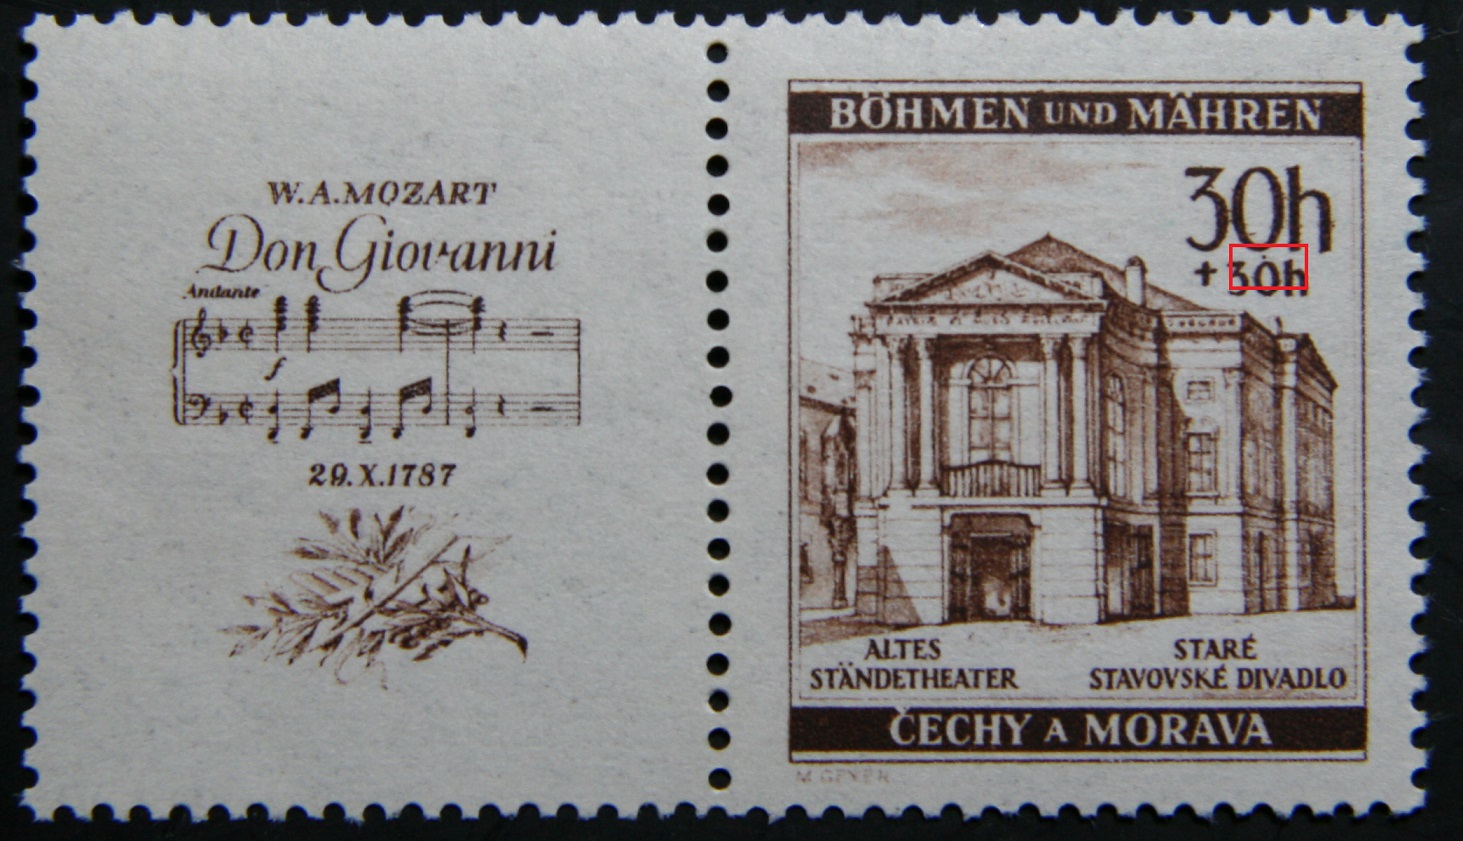 W.A.MOZART
Don Giovanni
Andante
f
29.X.1787
BÖHMEN UND MÄHREN
30h
+ 30h
ALTES
STÄNDETHEATER
STARÉ
STAVOVSKÉ DIVADLO
ČECHY A MORAVA